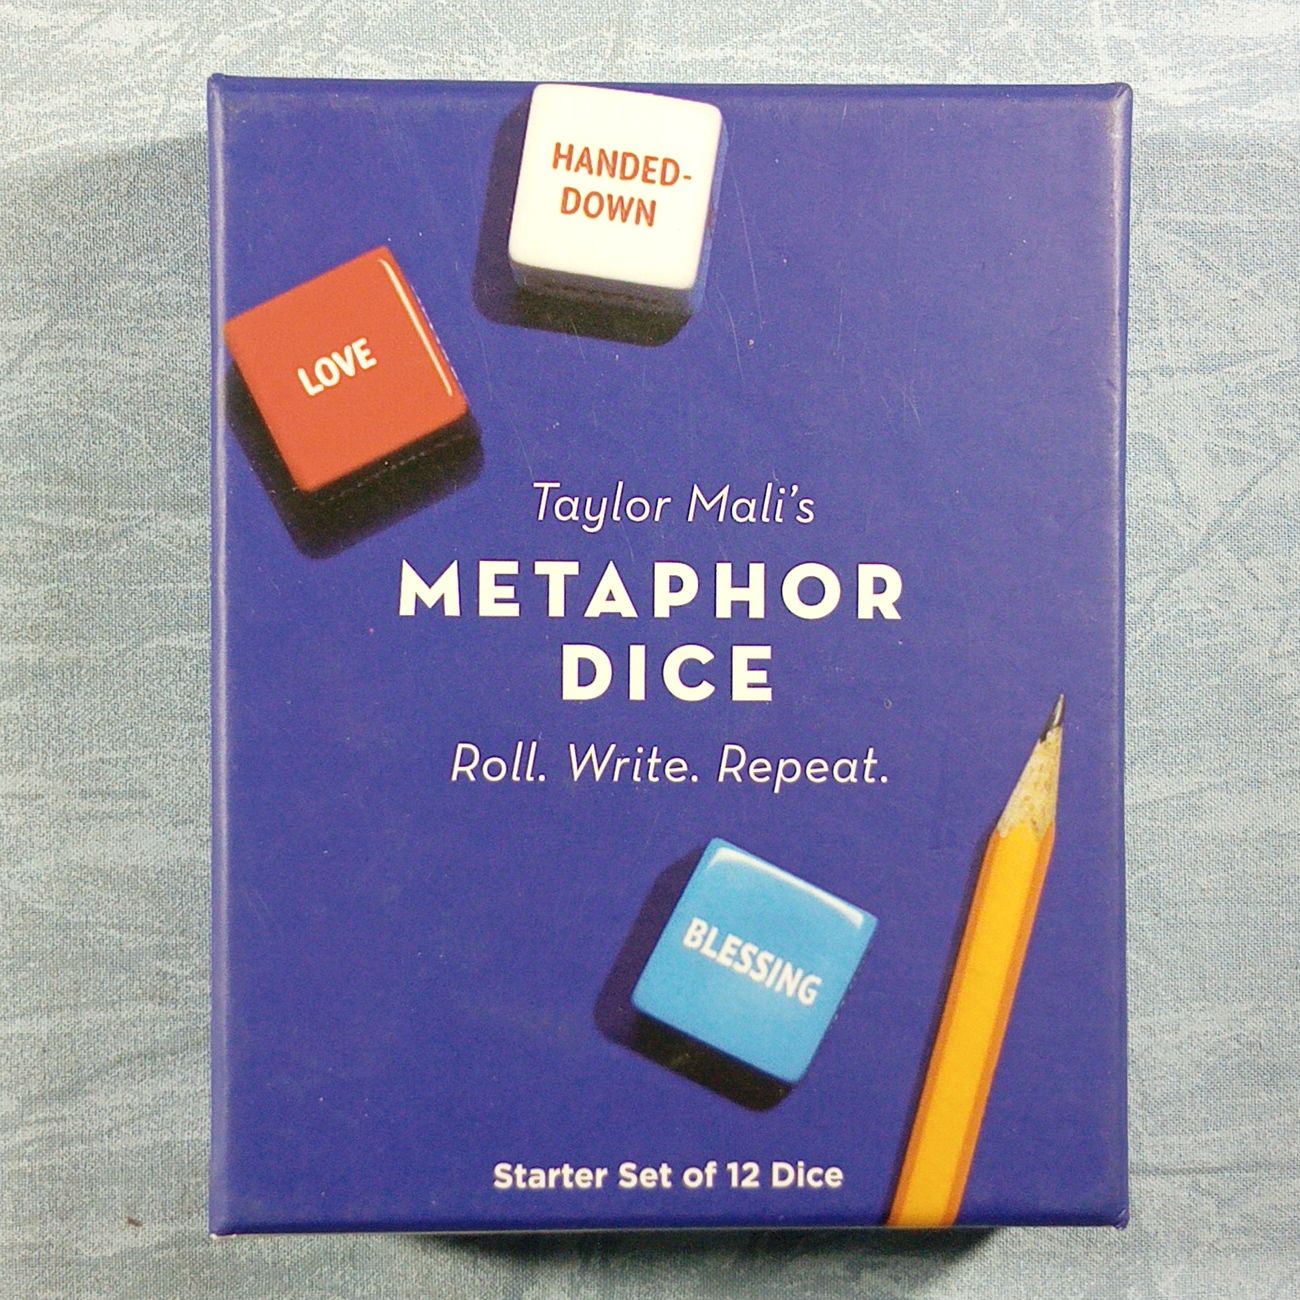 HANDED-
DOWN
LOVE
Taylor Mali's
METAPHOR
DICE
Roll. Write. Repeat.
BLESSING
Starter Set of 12 Dice